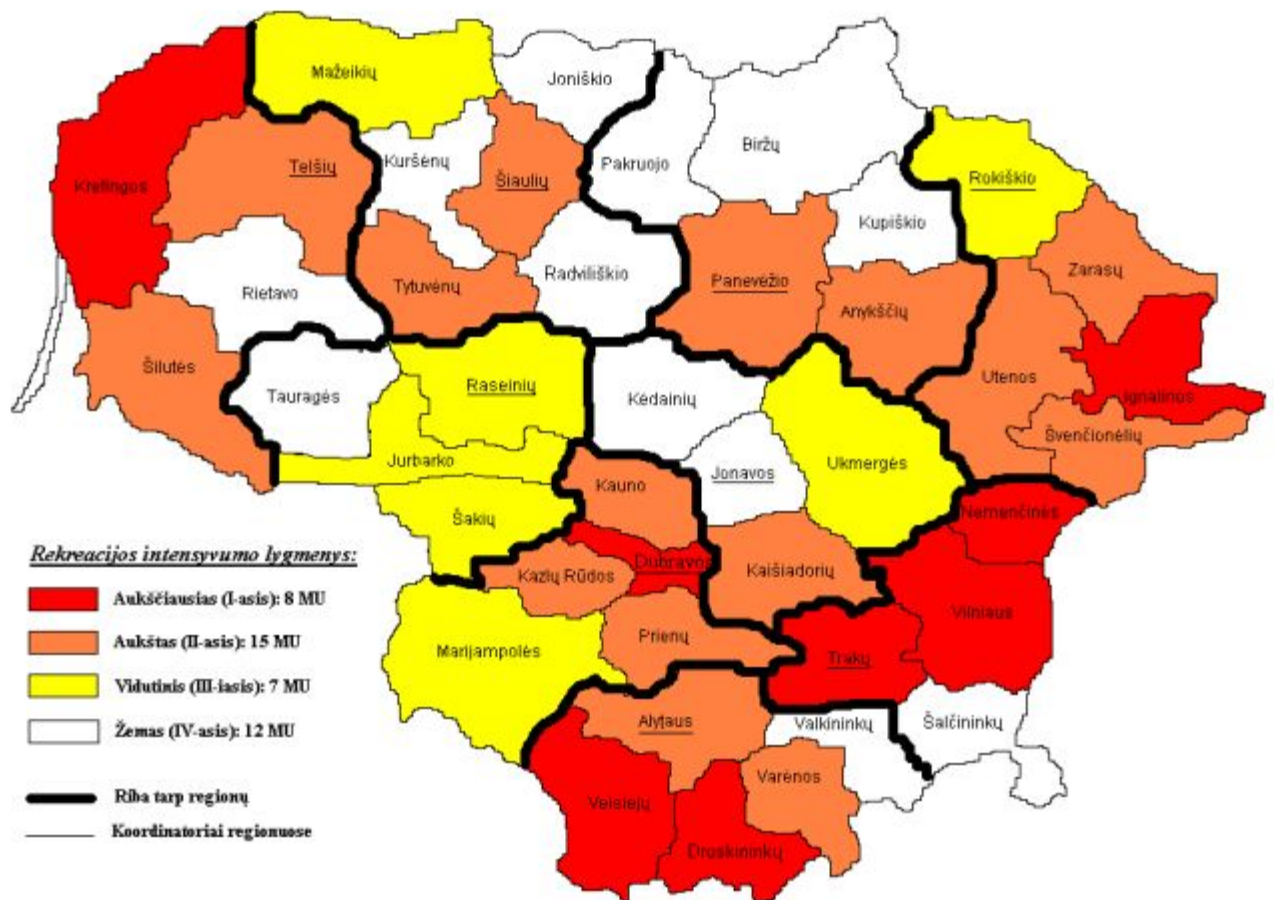 Mažeikių
Joniškio
Kretingos
Telšių
Kuršėnų
Šiaulių
Pakruojo
Biržų
Rokiškio
Kupiškio
Zarasų
Rietavo
Tytuvėnų
Radviliškio
Panevėžio
Anykščių
Šilutės
Tauragės
Raseinių
Kėdainių
Utenos
Ignalinos
Švenčionėlių
Jurbarko
Ukmergės
Jonavos
Šakių
Kauno
Nemenčinės
Dubravos
Kazlų Rūdos
Kaišiadorių
Vilniaus
Marijampolės
Prienų
Trakų
Alytaus
Valkininkų
Šalčininkų
Veisiejų
Varėnos
Druskininkų
Rekreacijos intensyvumo lygmenys:
Aukščiausias (I-asis): 8 MU
Aukštas (II-asis): 15 MU
Vidutinis (III-iasis): 7 MU
Žemas (IV-asis): 12 MU
Riba tarp regionų
Koordinatoriai regionuose